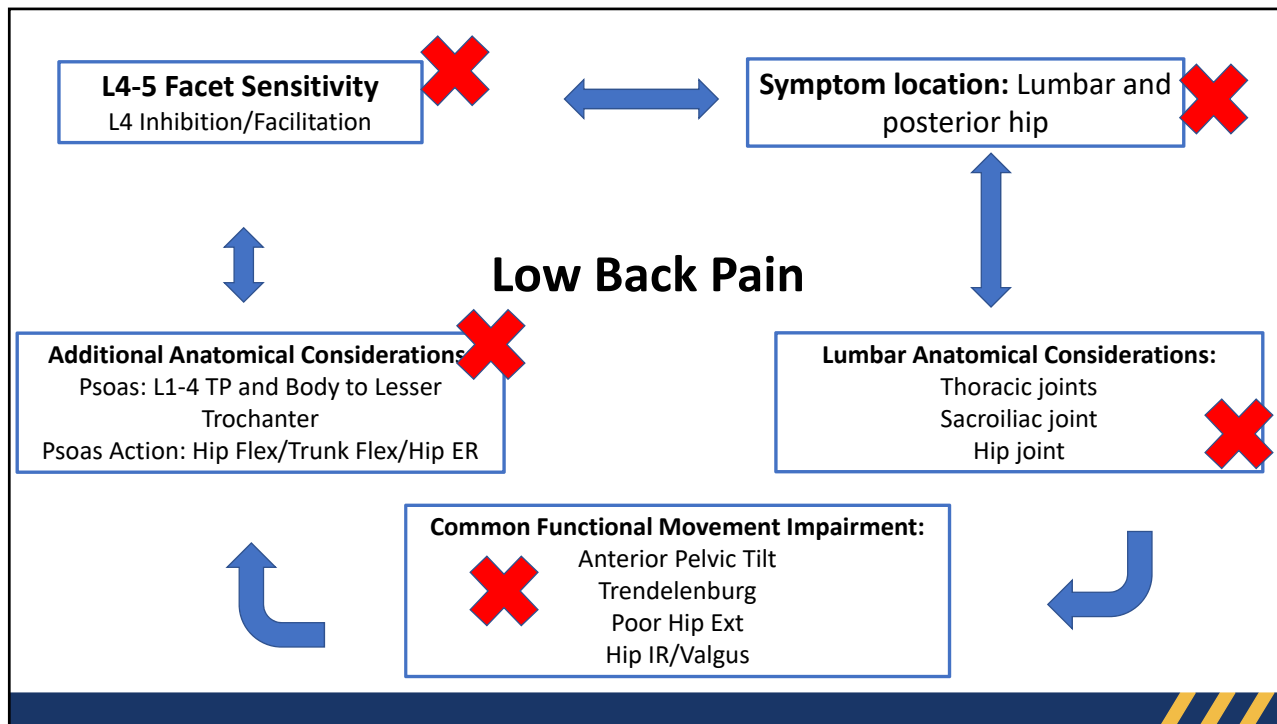 L4-5 Facet Sensitivity
L4 Inhibition/Facilitation
Symptom location: Lumbar and
posterior hip
Low Back Pain
Additional Anatomical Considerations
Psoas: L1-4 TP and Body to Lesser
Trochanter
Psoas Action: Hip Flex/Trunk Flex/Hip ER
Lumbar Anatomical Considerations:
Thoracic joints
Sacroiliac joint
Hip joint
Common Functional Movement Impairment:
Anterior Pelvic Tilt
Trendelenburg
Poor Hip Ext
Hip IR/Valgus